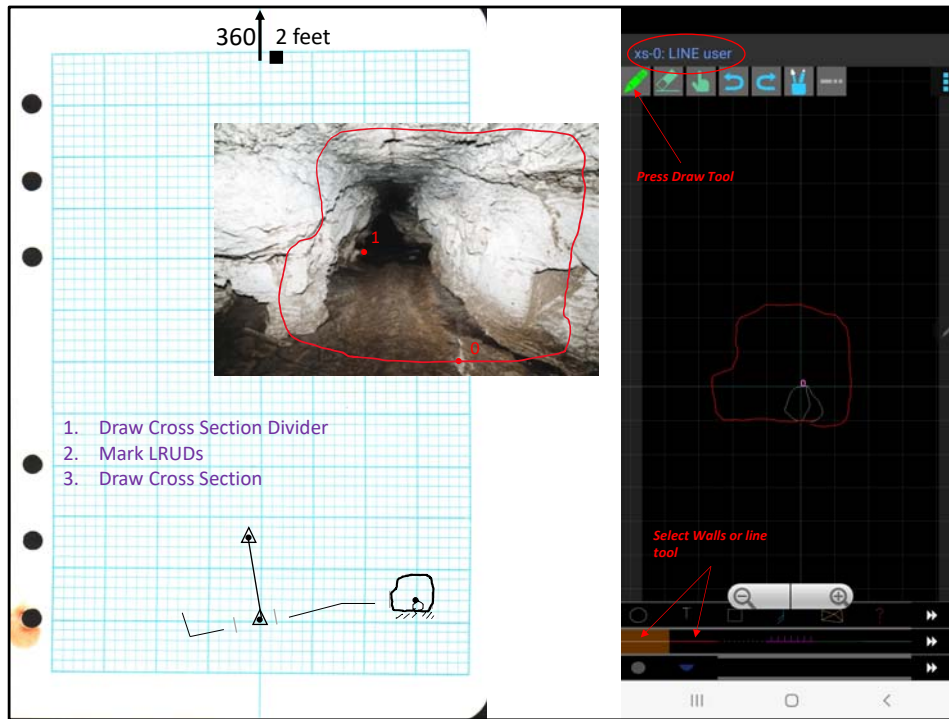 360
2 feet
1
0
1. Draw Cross Section Divider
2. Mark LRUDs
3. Draw Cross Section
xs-0: LINE user
Press Draw Tool
0
Select Walls or line
tool
T
?